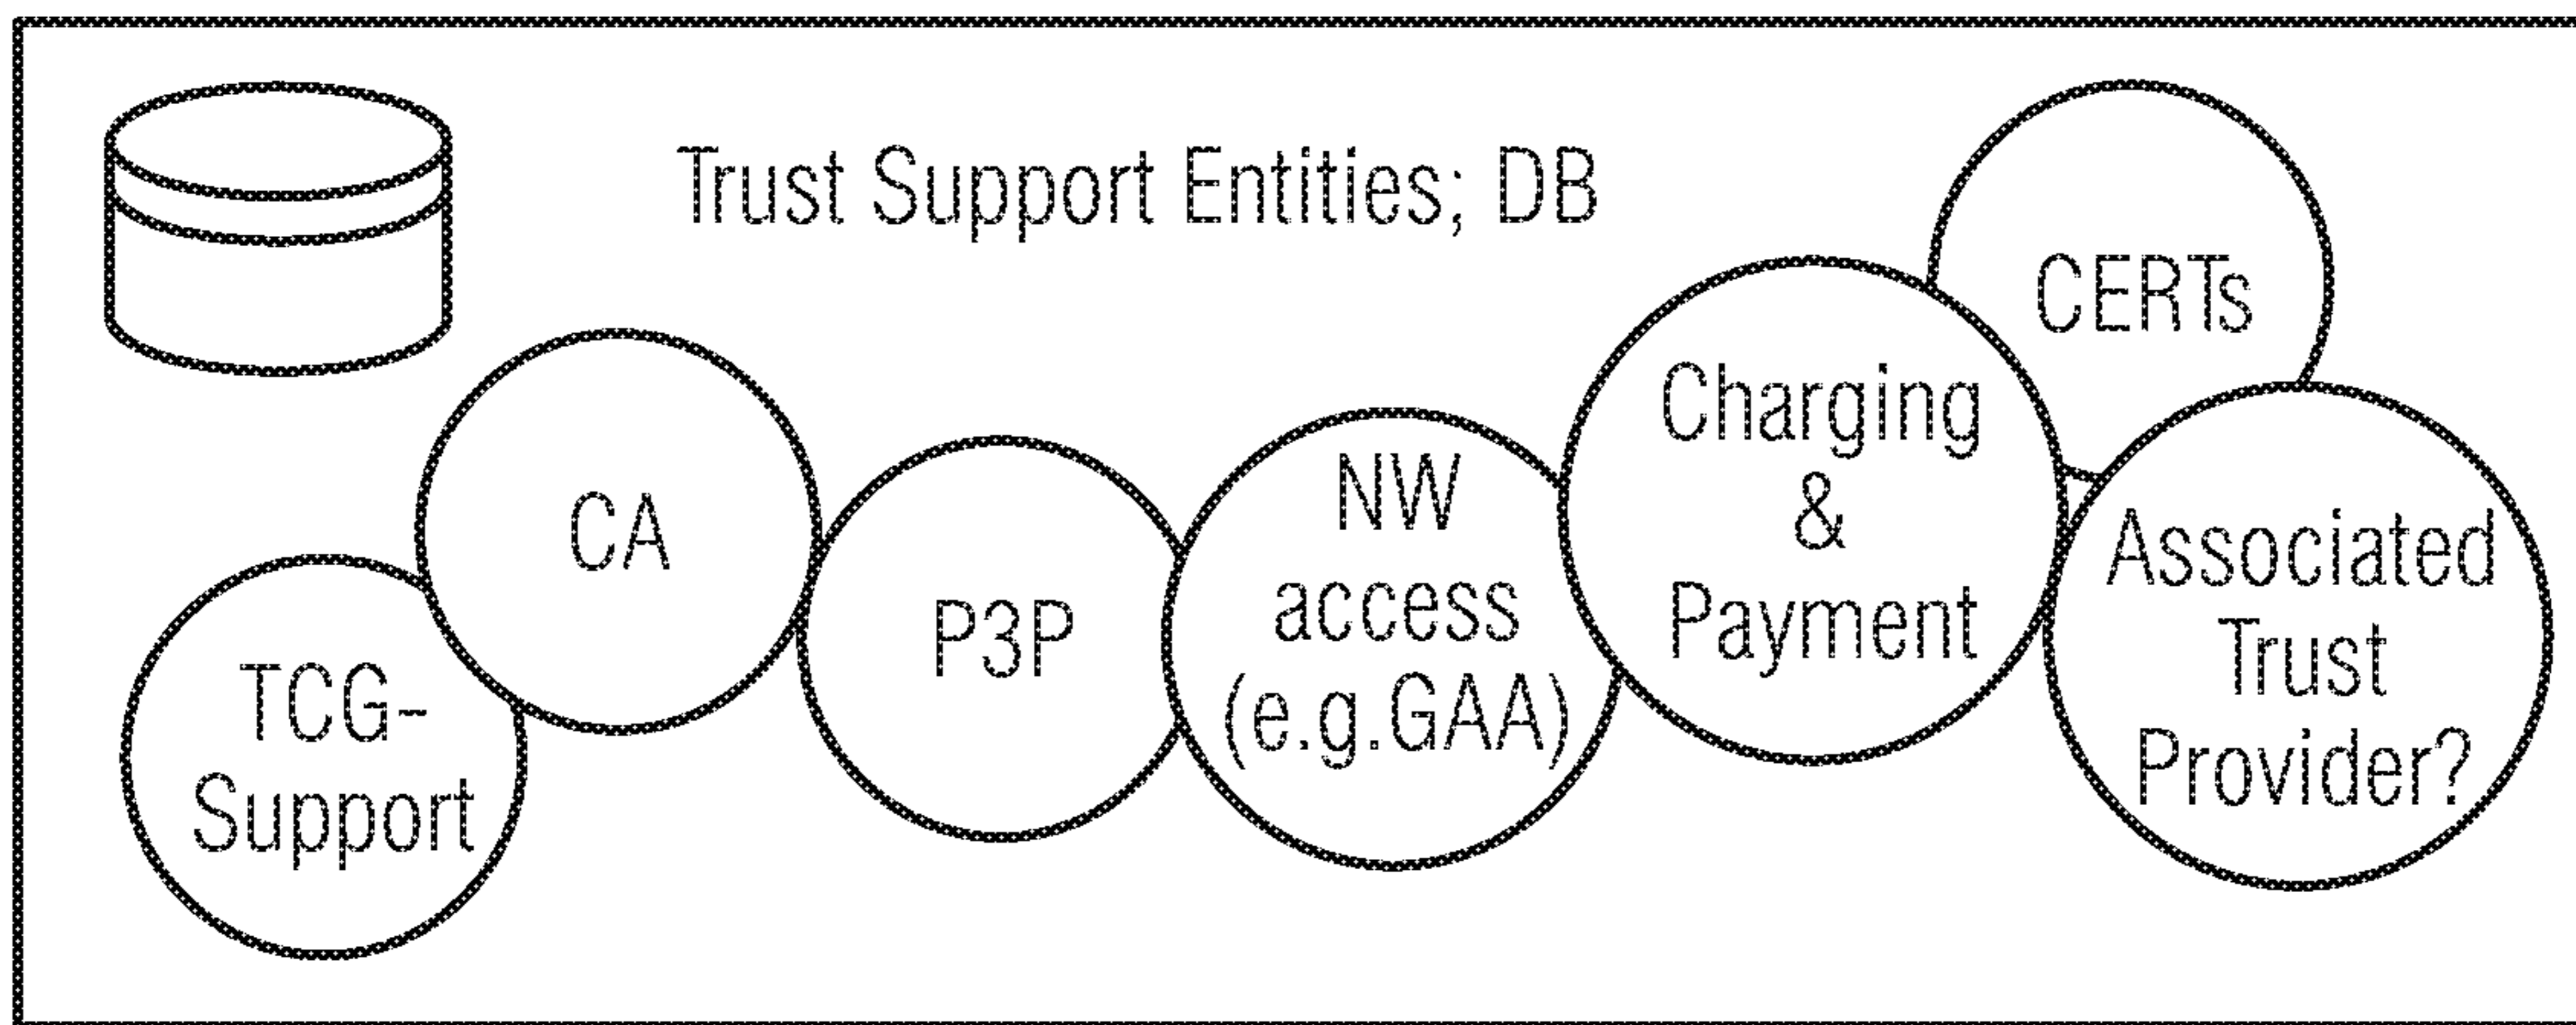 Trust Support Entities; DB
TCG-
Support
CA
P3P
NW
access
(e.g.GAA)
Charging
&
Payment
CERTs
Associated
Trust
Provider?